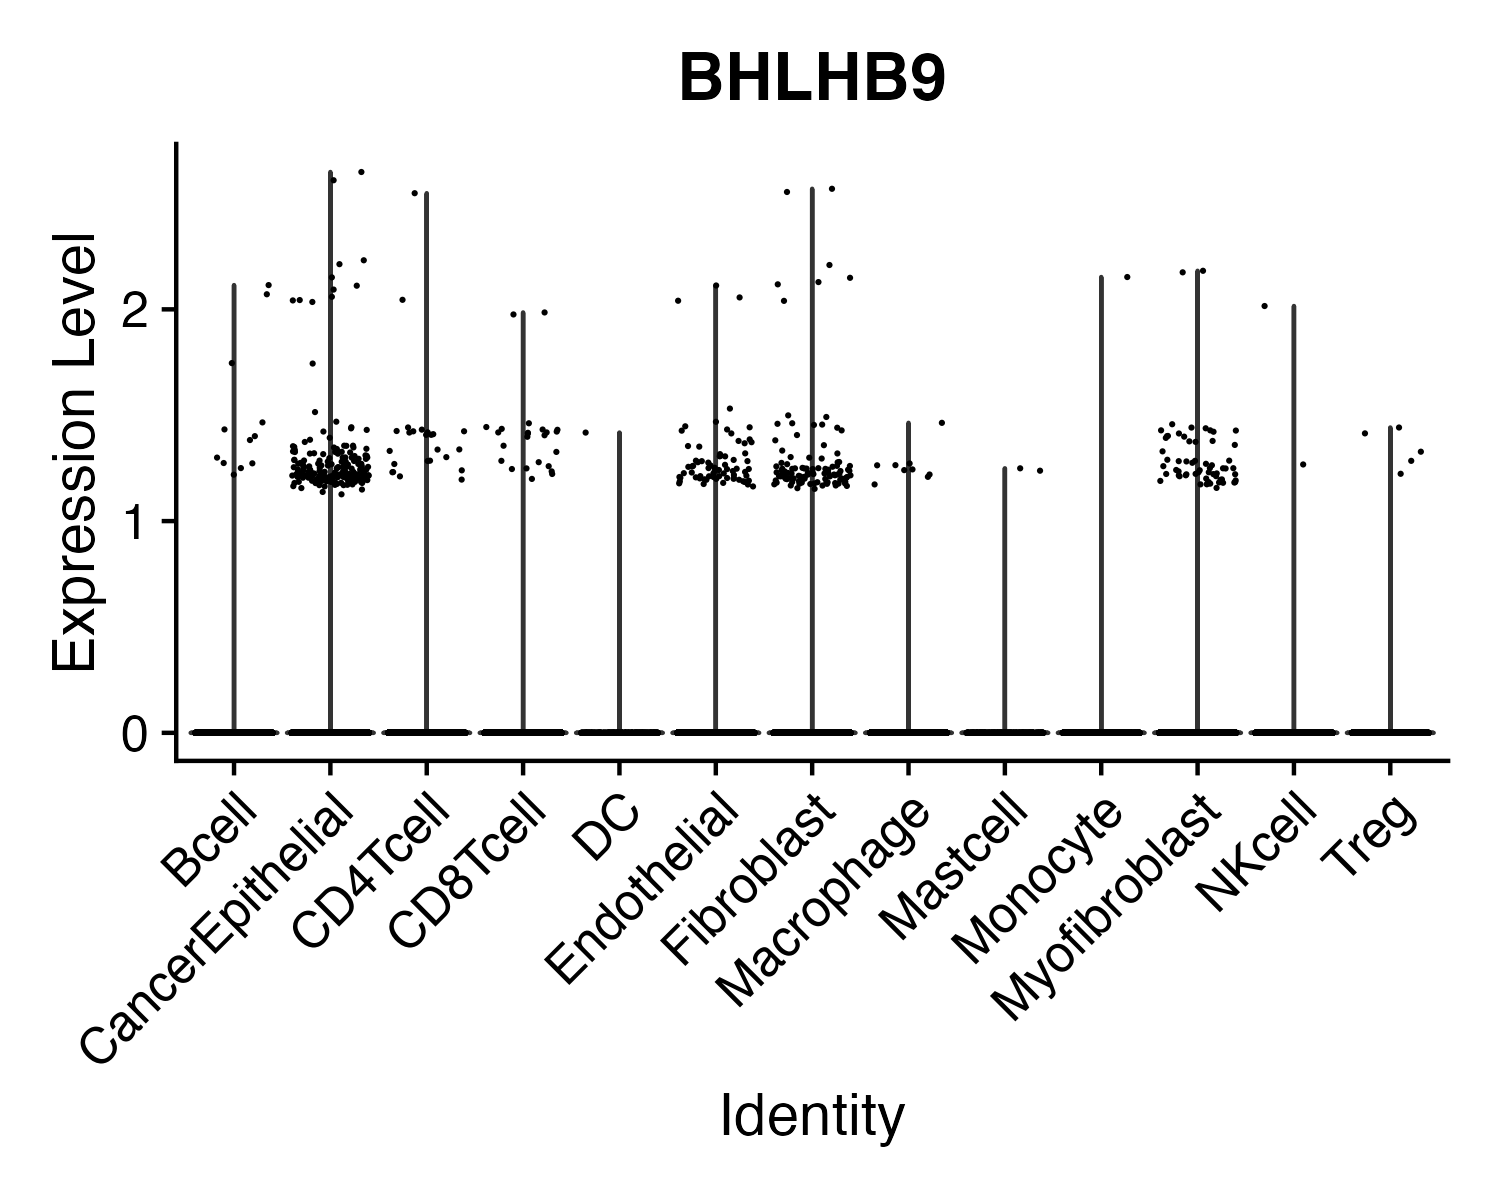 BHLHB9
Expression Level
2
1
0
Bcell
CancerEpithelial
CD4Tcell
CD8Tcell
DC
Endothelial
Fibroblast
Macrophage
Mastcell
Monocyte
Myofibroblast
NKcell
Treg
Identity